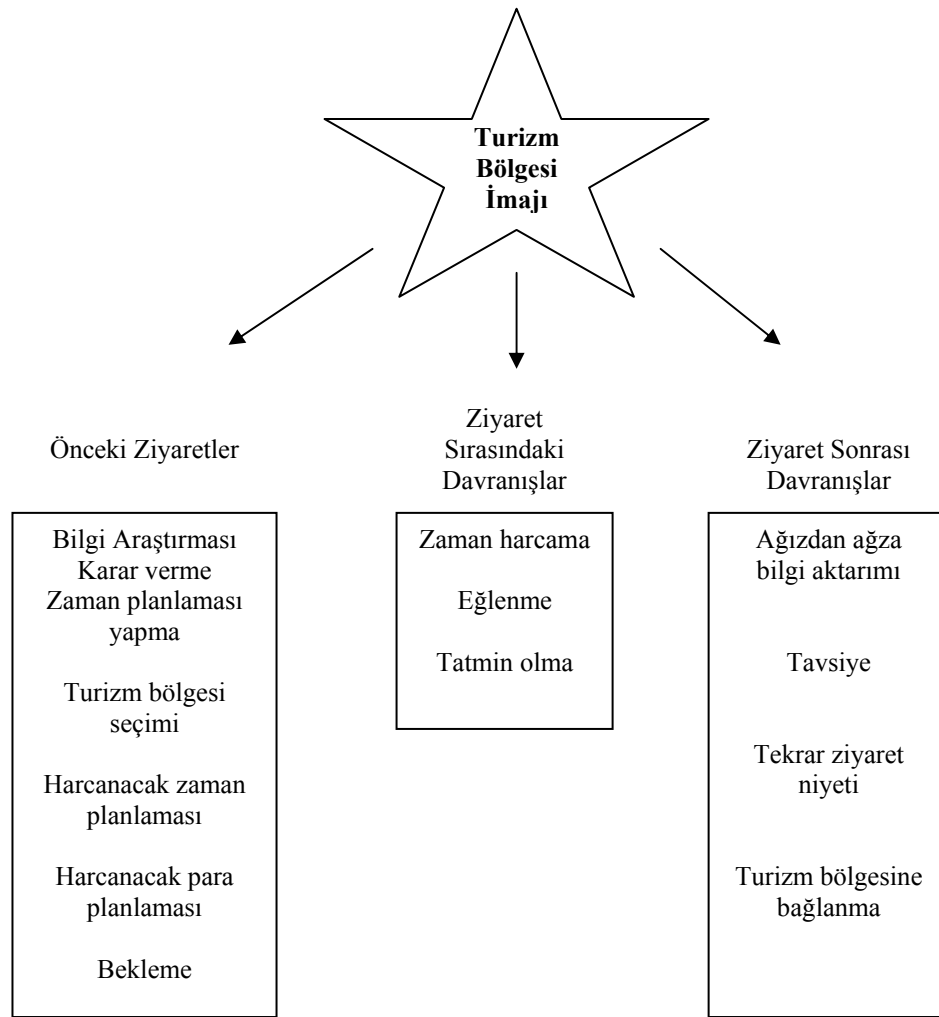 Turizm
Bölgesi
İmajı
Önceki Ziyaretler
Ziyaret
Sırasındaki
Davranışlar
Ziyaret Sonrası
Davranışlar
Bilgi Araştırması
Karar verme
Zaman planlaması
yapma
Turizm bölgesi
seçimi
Harcanacak zaman
planlaması
Harcanacak para
planlaması
Bekleme
Zaman harcama
Eğlenme
Tatmin olma
Ağızdan ağza
bilgi aktarımı
Tavsiye
Tekrar ziyaret
niyeti
Turizm bölgesine
bağlanma